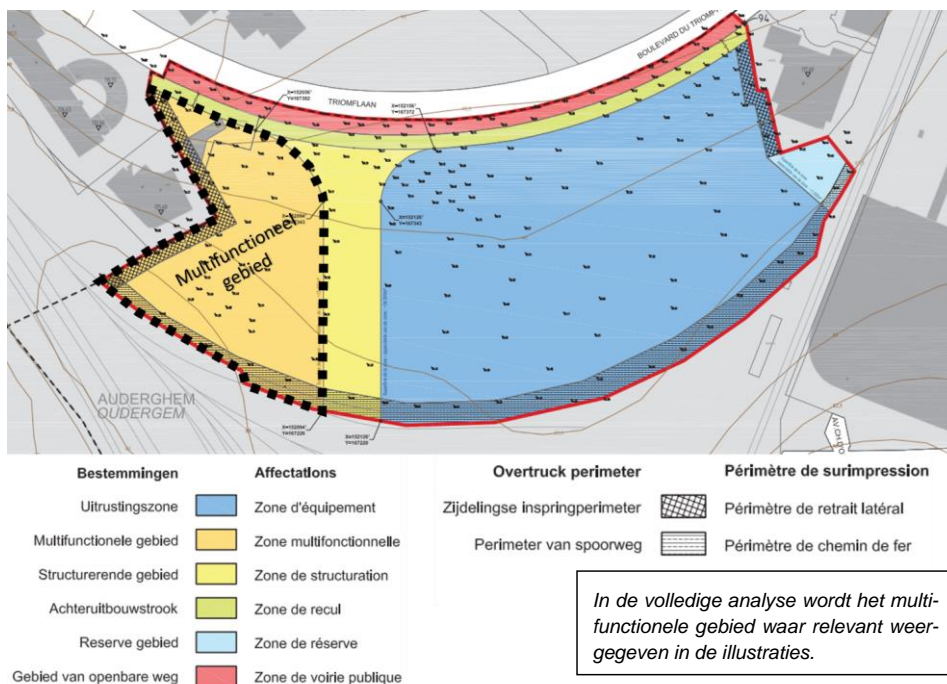 94
BOULEVARD DU TRIOMPHE
TRIOMFLAAN
Multifunctioneel
gebied
AUDERGHEM
OUDERGEM
Bestemmingen
Affectations
Uitrustingszone
Zone d'équipement
Multifunctionele gebied
Zone multifonctionnelle
Structurerende gebied
Zone de structuration
Achteruitbouwstrook
Zone de recul
Reserve gebied
Zone de réserve
Gebied van openbare weg
Zone de voirie publique
Overtruck perimeter
Périmètre de surimpression
Zijdelingse inspringperimeter
Périmètre de retrait latéral
Perimeter van spoorweg
Périmètre de chemin de fer
In de volledige analyse wordt het multi-
functionele gebied waar relevant weer-
gegeven in de illustraties.